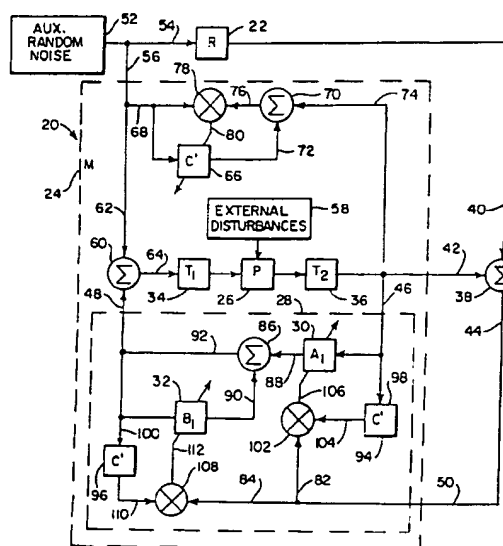 52
AUX.
RANDOM
NOISE
54
R
22
56
78
76
Σ
70
74
20
68
80
72
24
M
C'
66
62
EXTERNAL
DISTURBANCES
58
40
60
Σ
64
T1
P
T2
42
Σ
38
48
34
26
28
36
46
44
92
86
30
Σ
A1
88
32
90
106
98
B1
102
104
C'
100
112
94
C'
108
96
110
84
82
50